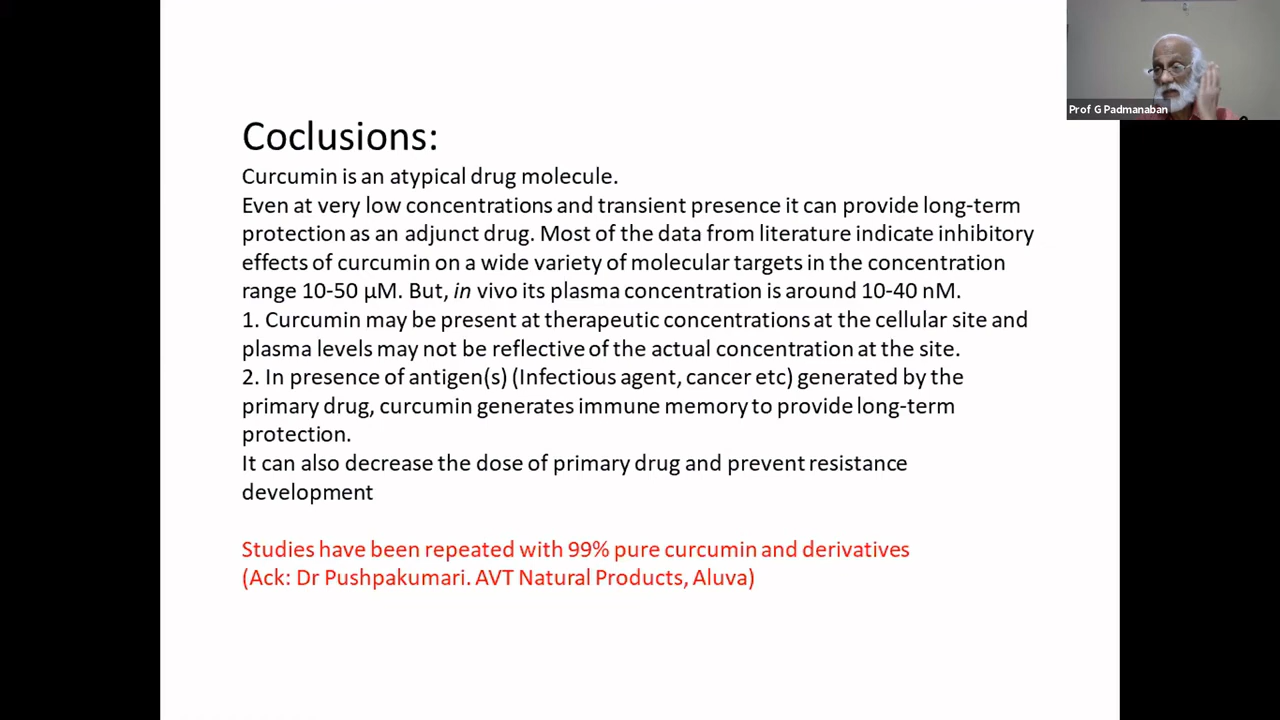 Prof G Padmanaban
Coclusions:
Curcumin is an atypical drug molecule.
Even at very low concentrations and transient presence it can provide long-term
protection as an adjunct drug. Most of the data from literature indicate inhibitory
effects of curcumin on a wide variety of molecular targets in the concentration
range 10-50 µM. But, in vivo its plasma concentration is around 10-40 nM.
1. Curcumin may be present at therapeutic concentrations at the cellular site and
plasma levels may not be reflective of the actual concentration at the site.
2. In presence of antigen(s) (Infectious agent, cancer etc) generated by the
primary drug, curcumin generates immune memory to provide long-term
protection.
It can also decrease the dose of primary drug and prevent resistance
development
Studies have been repeated with 99% pure curcumin and derivatives
(Ack: Dr Pushpakumari. AVT Natural Products, Aluva)